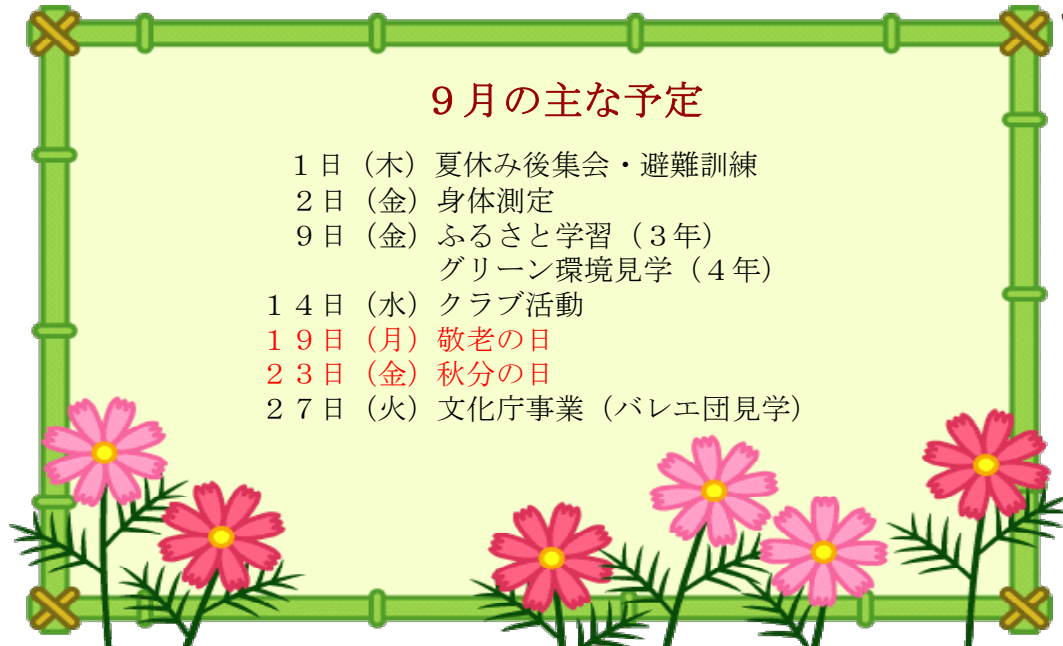 ９月の主な予定
１日（木）夏休み後集会・避難訓練
２日（金）身体測定
９日（金）ふるさと学習（３年）
グリーン環境見学（４年）
１４日（水）クラブ活動
１９日（月）敬老の日
２３日（金）秋分の日
２７日（火）文化庁事業（バレエ団見学）